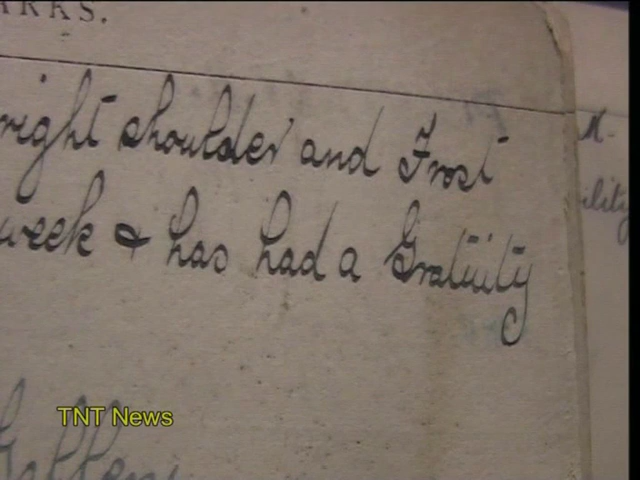 ARKS.
right shoulder and Frost
week & has had a Gratuity
TNT News